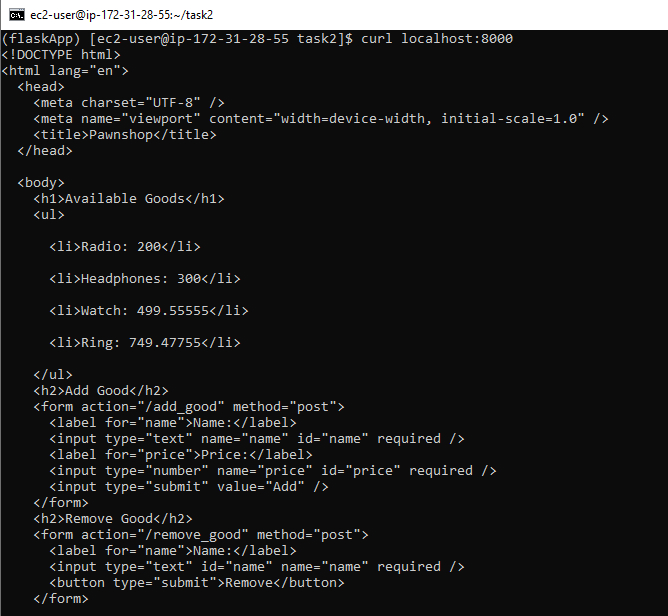 ec2-user@ip-172-31-28-55:~/task2
(flaskApp) [ec2-user@ip-172-31-28-55 task2]$ curl localhost:8000
<!DOCTYPE html>
<html lang="en">
  <head>
    <meta charset="UTF-8" />
    <meta name="viewport" content="width=device-width, initial-scale=1.0" />
    <title>Pawnshop</title>
  </head>

  <body>
    <h1>Available Goods</h1>
    <ul>

      <li>Radio: 200</li>

      <li>Headphones: 300</li>

      <li>Watch: 499.55555</li>

      <li>Ring: 749.47755</li>

    </ul>
    <h2>Add Good</h2>
    <form action="/add_good" method="post">
      <label for="name">Name:</label>
      <input type="text" name="name" id="name" required />
      <label for="price">Price:</label>
      <input type="number" name="price" id="price" required />
      <input type="submit" value="Add" />
    </form>
    <h2>Remove Good</h2>
    <form action="/remove_good" method="post">
      <label for="name">Name:</label>
      <input type="text" id="name" name="name" required />
      <button type="submit">Remove</button>
    </form>